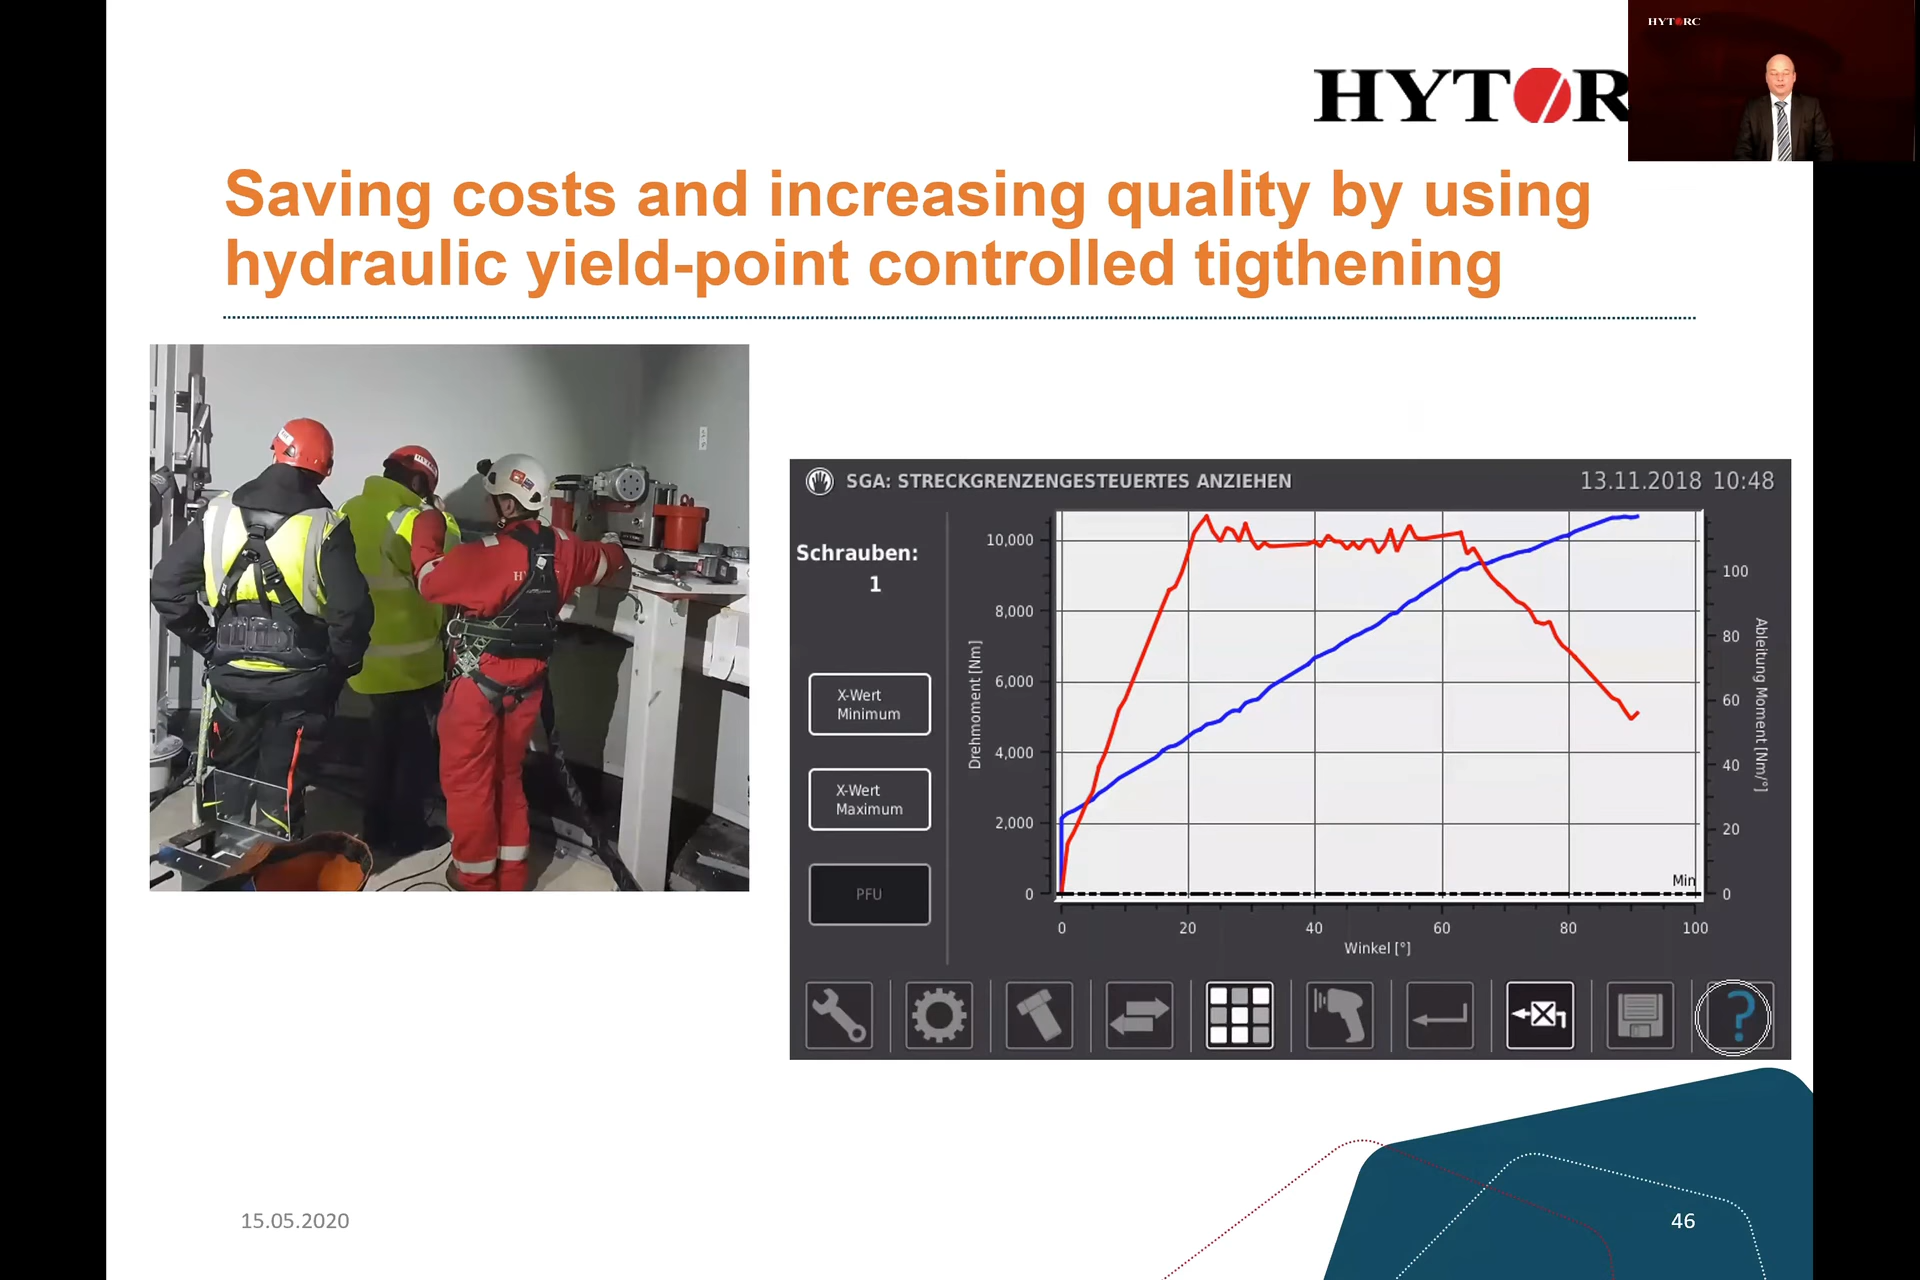 HYTORC
HYTOR
Saving costs and increasing quality by using
hydraulic yield-point controlled tigthening
SGA: STRECKGRENZENGESTEUERTES ANZIEHEN
13.11.2018 10:48
Schrauben:
1
X-Wert
Minimum
X-Wert
Maximum
PFU
Drehmoment [Nm]
10,000
8,000
6,000
4,000
2,000
0
100
80
60
40
20
0
Ableitung Moment [Nm/°]
Min
0 20 40 60 80 100
Winkel [°]
?
15.05.2020
46